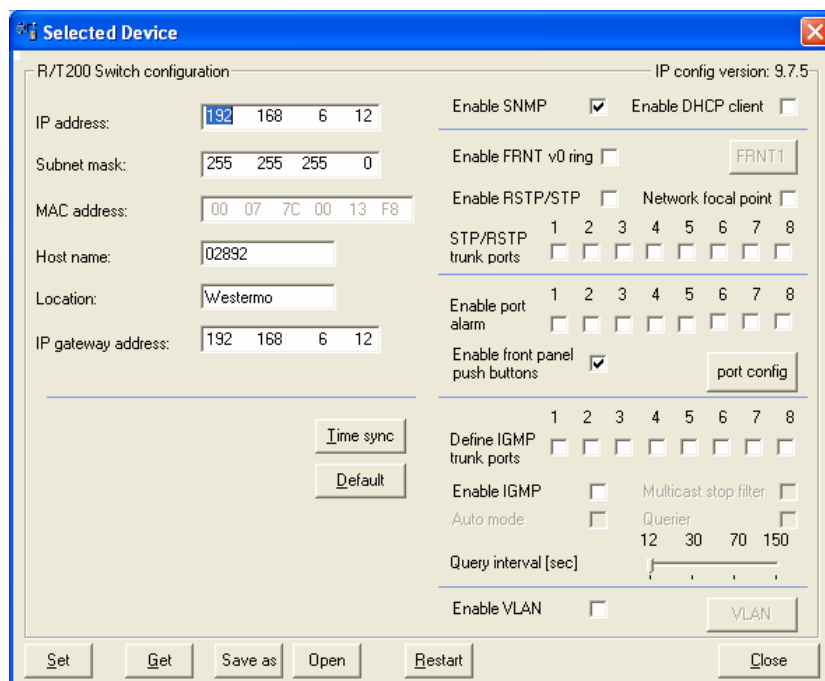 Selected Device
R/T200 Switch configuration
IP config version: 9.7.5
IP address: 192 168 6 12
Subnet mask: 255 255 255 0
MAC address: 00 07 7C 00 13 F8
Host name: 02892
Location: Westermo
IP gateway address: 192 168 6 12
Time sync
Default
Enable SNMP Enable DHCP client
Enable FRNT v0 ring FRNT1
Enable RSTP/STP Network focal point
1 2 3 4 5 6 7 8
STP/RSTP
trunk ports
1 2 3 4 5 6 7 8
Enable port
alarm
Enable front panel
push buttons
port config
1 2 3 4 5 6 7 8
Define IGMP
trunk ports
Enable IGMP Multicast stop filter
Auto mode Querier
12 30 70 150
Query interval [sec]
Enable VLAN VLAN
Set Get Save as Open Restart Close